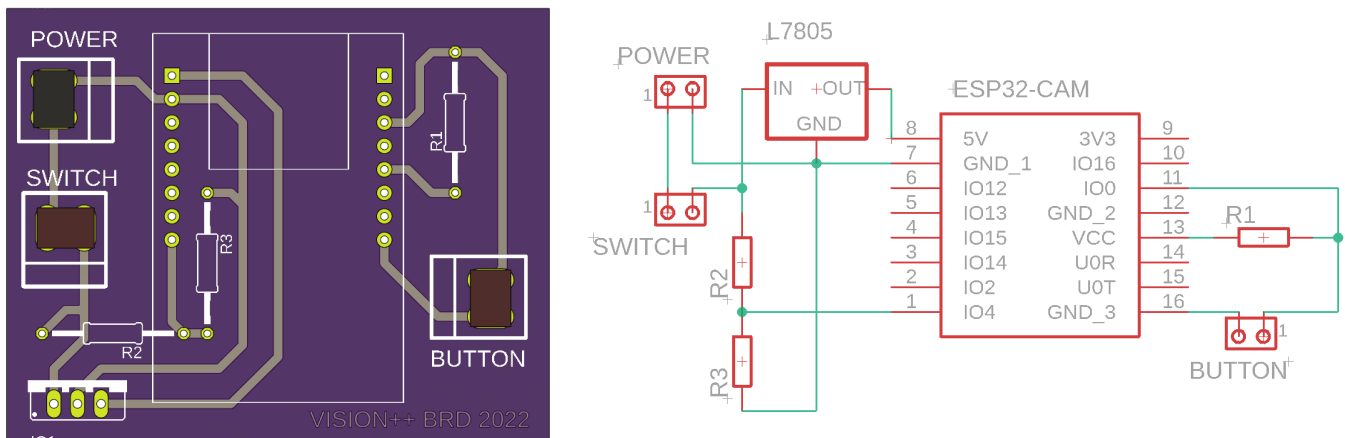 POWER
SWITCH
R1
R3
R2
BUTTON
VISION++ BRD 2022
L7805
POWER
1
IN
OUT
GND
ESP32-CAM
8
5V
3V3
9
7
GND_1
IO16
10
6
IO12
IO0
11
5
IO13
GND_2
12
4
IO15
VCC
13
3
IO14
U0R
14
2
IO2
U0T
15
1
IO4
GND_3
16
1
SWITCH
R2
R3
R1
1
BUTTON